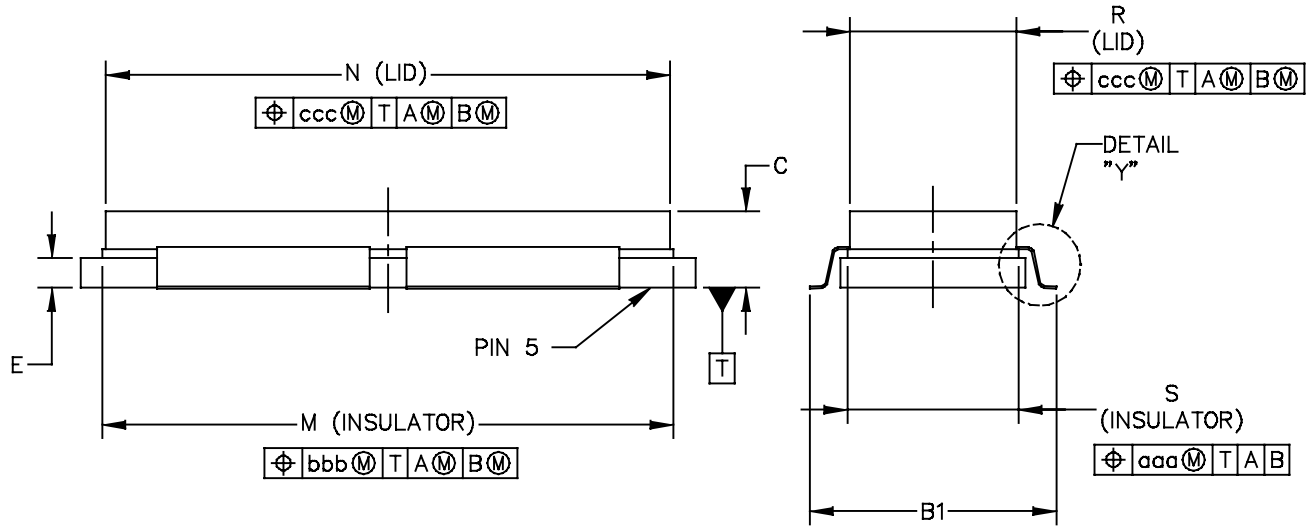 N (LID)
⌖ ccc Ⓜ T A Ⓜ B Ⓜ
R
(LID)
⌖ ccc Ⓜ T A Ⓜ B Ⓜ
DETAIL
"Y"
C
E
PIN 5
T
M (INSULATOR)
⌖ bbb Ⓜ T A Ⓜ B Ⓜ
S
(INSULATOR)
⌖ aaa Ⓜ T A B
B1